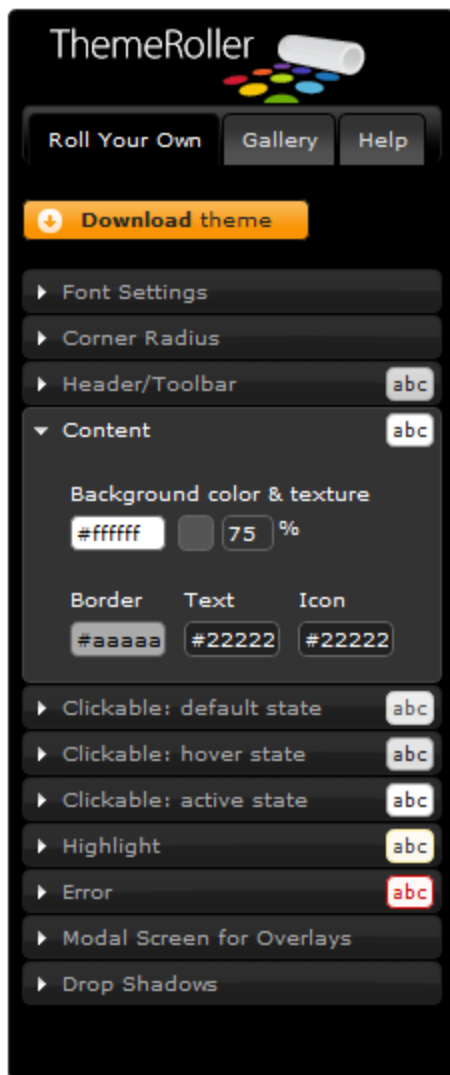 ThemeRoller
Roll Your Own Gallery Help
Download theme
Font Settings
Corner Radius
Header/Toolbar abc
Content abc
Background color & texture
#ffffff 75 %
Border Text Icon
#aaaaa #22222 #22222
Clickable: default state abc
Clickable: hover state abc
Clickable: active state abc
Highlight abc
Error abc
Modal Screen for Overlays
Drop Shadows